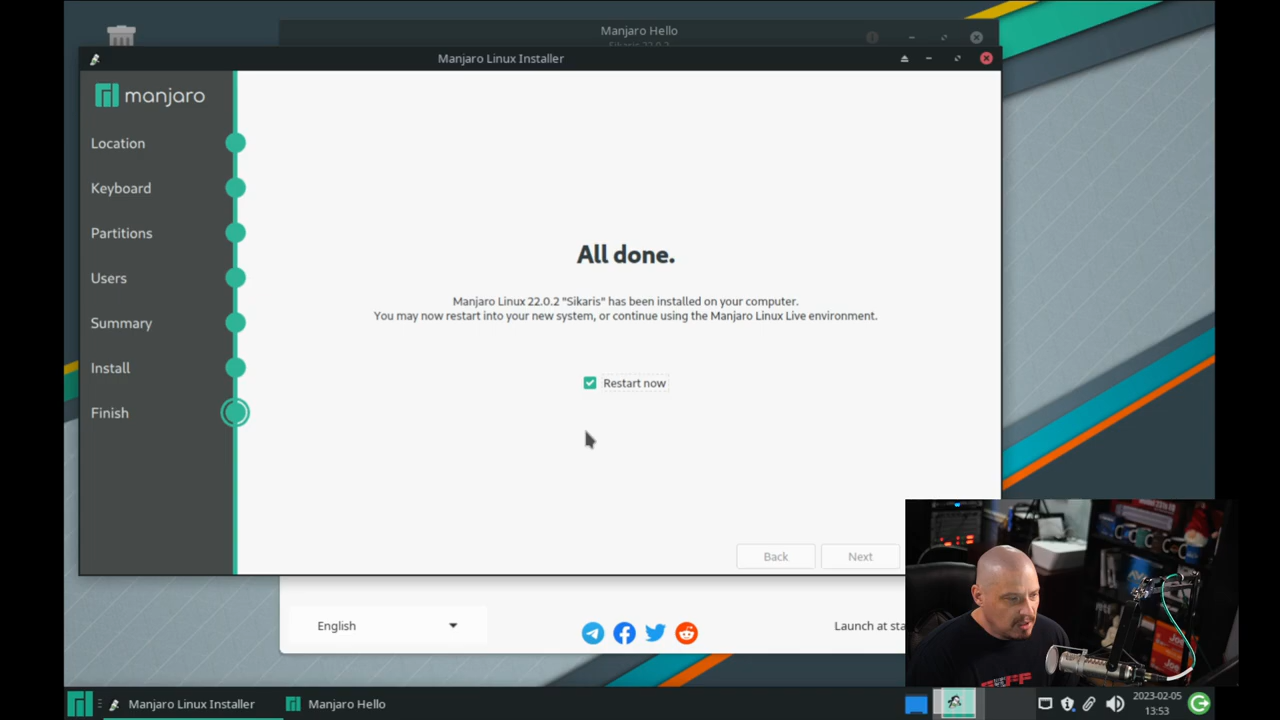 Manjaro Hello
Manjaro Linux Installer
manjaro
Location
Keyboard
Partitions
Users
Summary
Install
Finish
All done.
Manjaro Linux 22.0.2 "Sikaris" has been installed on your computer.
You may now restart into your new system, or continue using the Manjaro Linux Live environment.
Restart now
Back
Next
English
Launch at sta
Manjaro Linux Installer
Manjaro Hello
2023-02-05
13:53